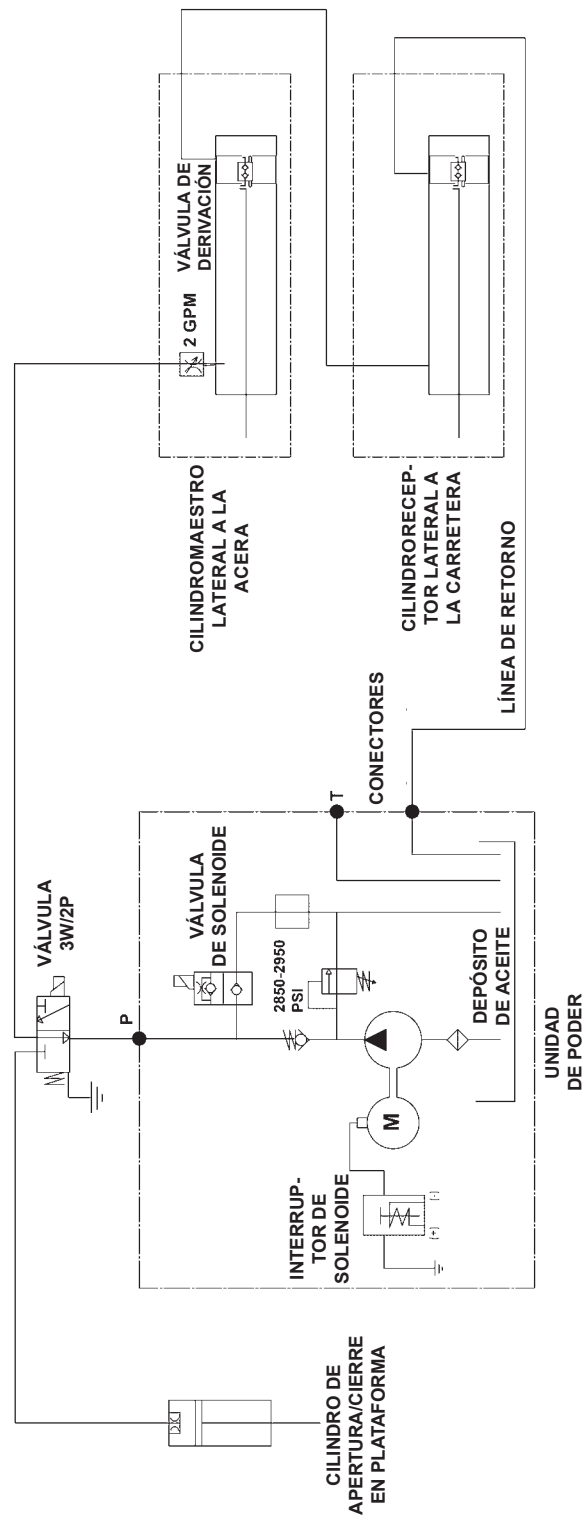 VÁLVULA
3W/2P
2 GPM
VÁLVULA DE
DERIVACIÓN
CILINDROMAESTRO
LATERAL A LA
ACERA
CILINDRORECEP-
TOR LATERAL A
LA CARRETERA
LÍNEA DE RETORNO
CONECTORES
T
P
VÁLVULA
DE SOLENOIDE
2850-2950
PSI
DEPÓSITO
DE ACEITE
M
INTERRUP-
TOR DE
SOLENOIDE
(+)
(-)
UNIDAD
DE PODER
CILINDRO DE
APERTURA/CIERRE
EN PLATAFORMA